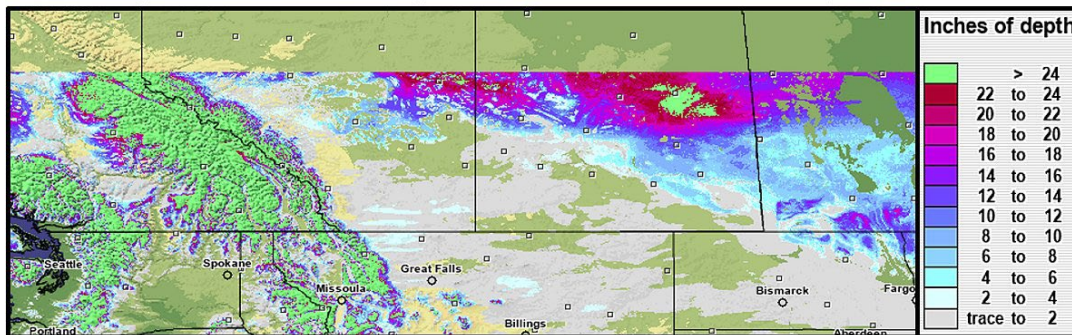 Inches of depth
> 24
22 to 24
20 to 22
18 to 20
16 to 18
14 to 16
12 to 14
10 to 12
8 to 10
6 to 8
4 to 6
2 to 4
trace to 2
Seattle
Spokane
Great Falls
Missoula
Bismarck
Fargo
Portland
Billings
Aberdeen